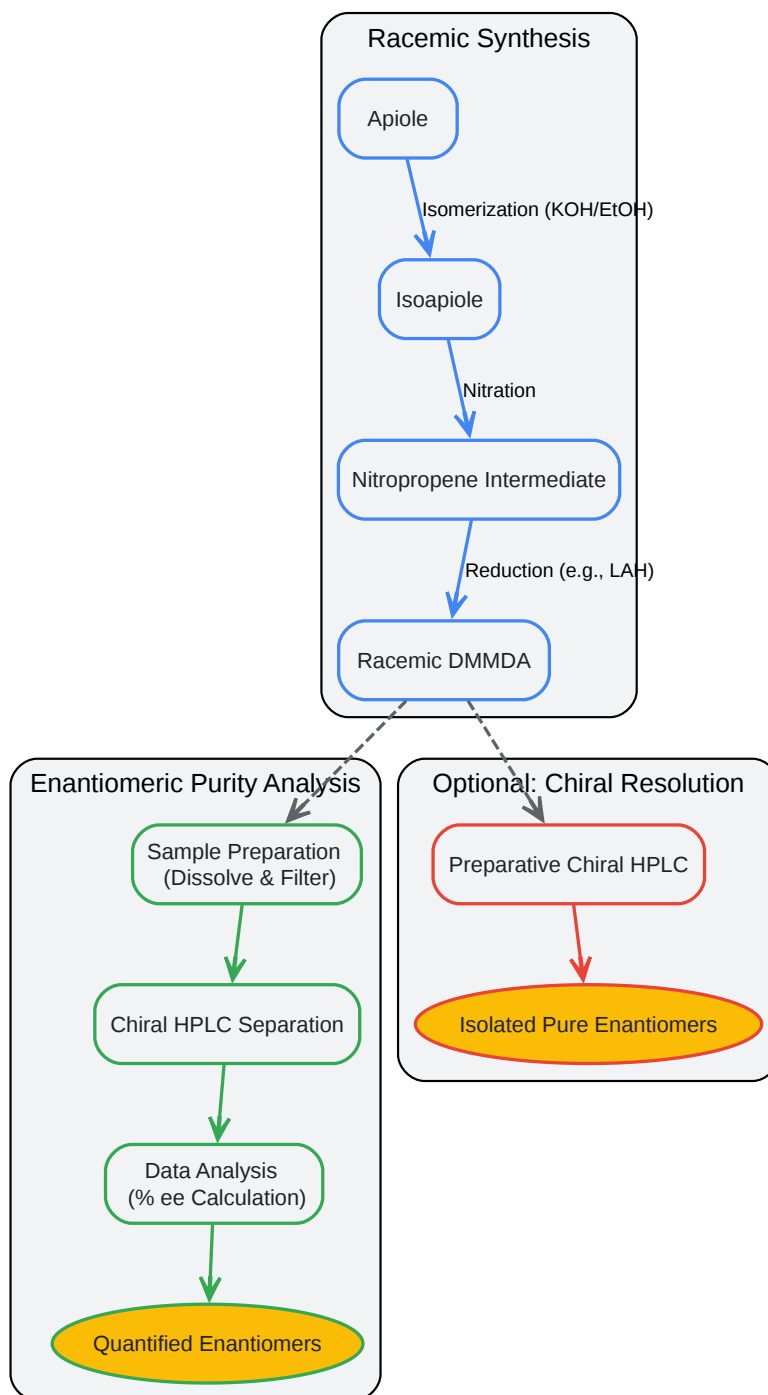 Racemic Synthesis
Apiole
Isomerization (KOH/EtOH)
Isoapiole
Nitration
Nitropropene Intermediate
Reduction (e.g., LAH)
Racemic DMMDA
Enantiomeric Purity Analysis
Sample Preparation
(Dissolve & Filter)
Chiral HPLC Separation
Data Analysis
(% ee Calculation)
Quantified Enantiomers
Optional: Chiral Resolution
Preparative Chiral HPLC
Isolated Pure Enantiomers